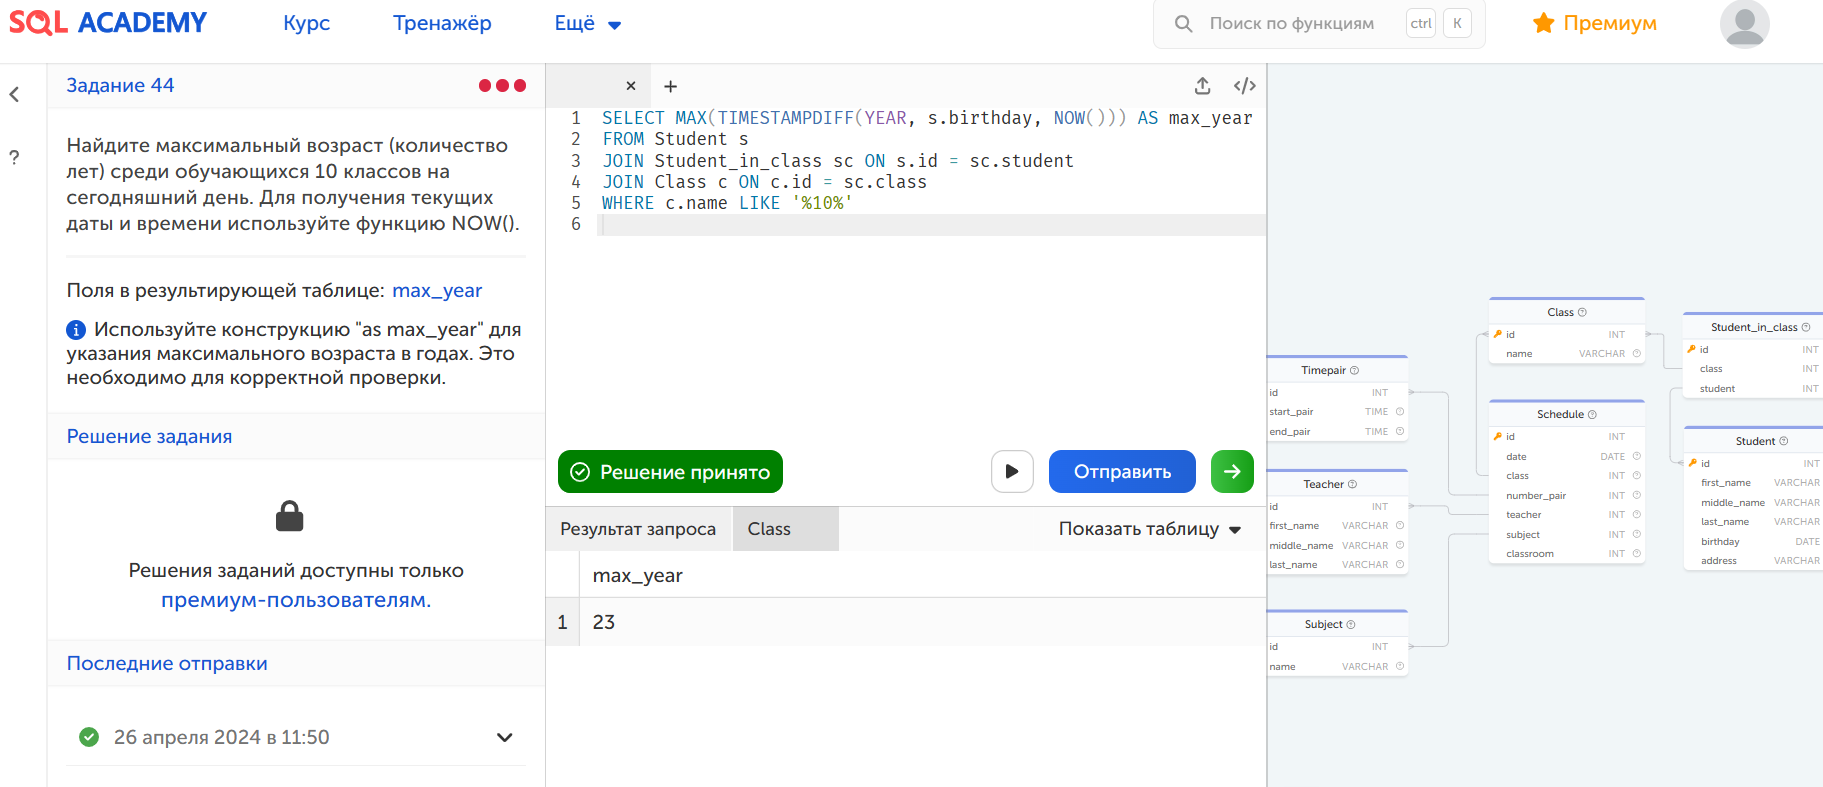 SQL ACADEMY
Курс
Тренажёр
Ещё
Поиск по функциям
ctrl
K
Премиум
Задание 44
Найдите максимальный возраст (количество
лет) среди обучающихся 10 классов на
сегодняшний день. Для получения текущих
даты и времени используйте функцию NOW().
Поля в результирующей таблице: max_year
Используйте конструкцию "as max_year" для
указания максимального возраста в годах. Это
необходимо для корректной проверки.
Решение задания
Решения заданий доступны только
премиум-пользователям.
Последние отправки
26 апреля 2024 в 11:50
?
× +
1 SELECT MAX(TIMESTAMPDIFF(YEAR, s.birthday, NOW())) AS max_year
2 FROM Student s
3 JOIN Student_in_class sc ON s.id = sc.student
4 JOIN Class c ON c.id = sc.class
5 WHERE c.name LIKE '%10%'
6
Решение принято
Отправить
Результат запроса
Class
Показать таблицу
max_year
1 23
Timepair
id INT
start_pair TIME
end_pair TIME
Teacher
id INT
first_name VARCHAR
middle_name VARCHAR
last_name VARCHAR
Subject
id INT
name VARCHAR
Class
id INT
name VARCHAR
Schedule
id INT
date DATE
class INT
number_pair INT
teacher INT
subject INT
classroom INT
Student_in_class
id INT
class INT
student INT
Student
id INT
first_name VARCHAR
middle_name VARCHAR
last_name VARCHAR
birthday DATE
address VARCHAR